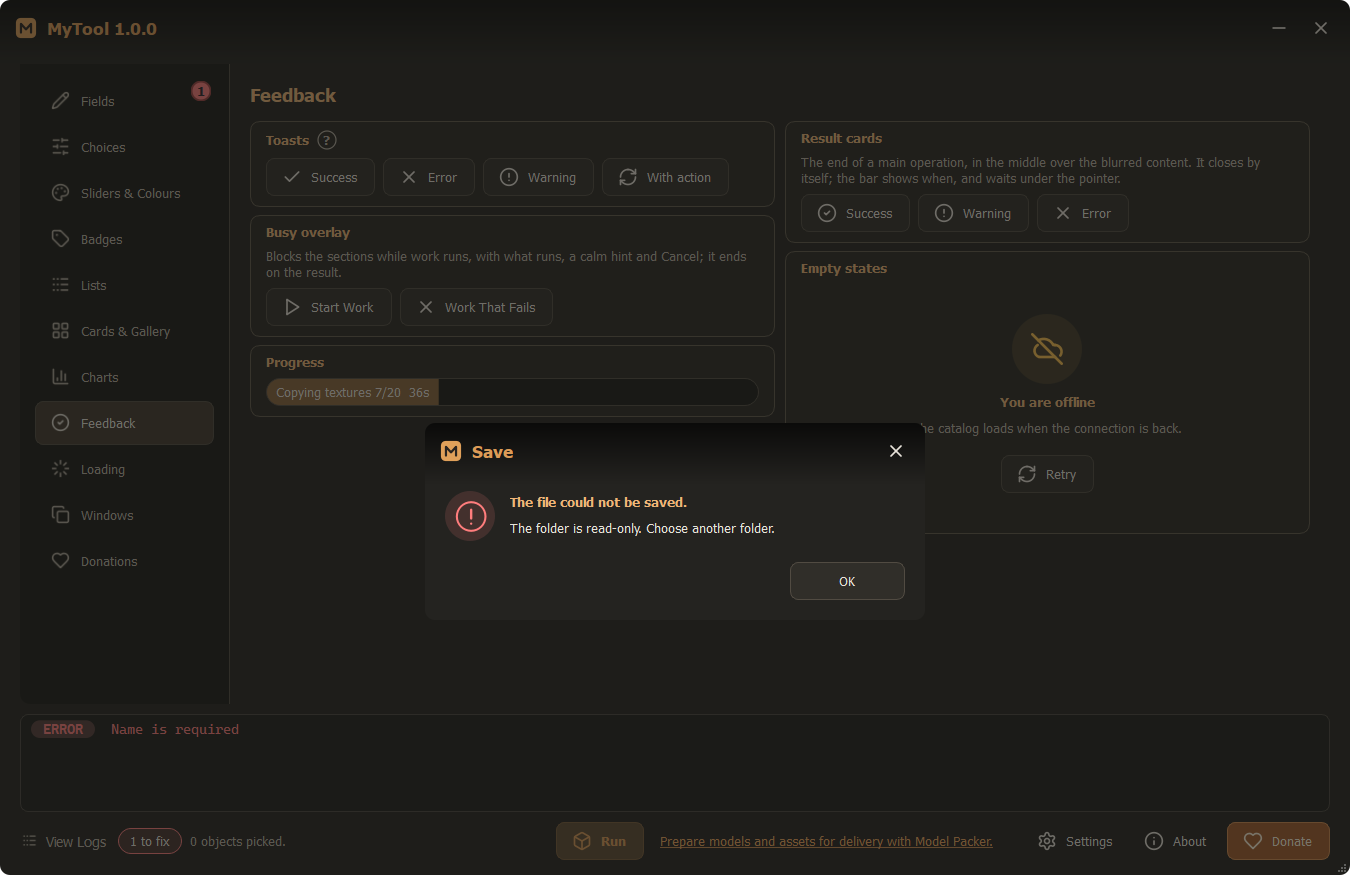 MyTool 1.0.0
Fields
1
Choices
Sliders & Colours
Badges
Lists
Cards & Gallery
Charts
Feedback
Loading
Windows
Donations
Feedback
Toasts ?
Success
Error
Warning
With action
Busy overlay
Blocks the sections while work runs, with what runs, a calm hint and Cancel; it ends
on the result.
Start Work
Work That Fails
Progress
Copying textures 7/20 36s
Result cards
The end of a main operation, in the middle over the blurred content. It closes by
itself; the bar shows when, and waits under the pointer.
Success
Warning
Error
Empty states
You are offline
catalog loads when the connection is back.
Retry
M Save
The file could not be saved.
The folder is read-only. Choose another folder.
OK
ERROR Name is required
View Logs
1 to fix
0 objects picked.
Run
Prepare models and assets for delivery with Model Packer.
Settings
About
Donate